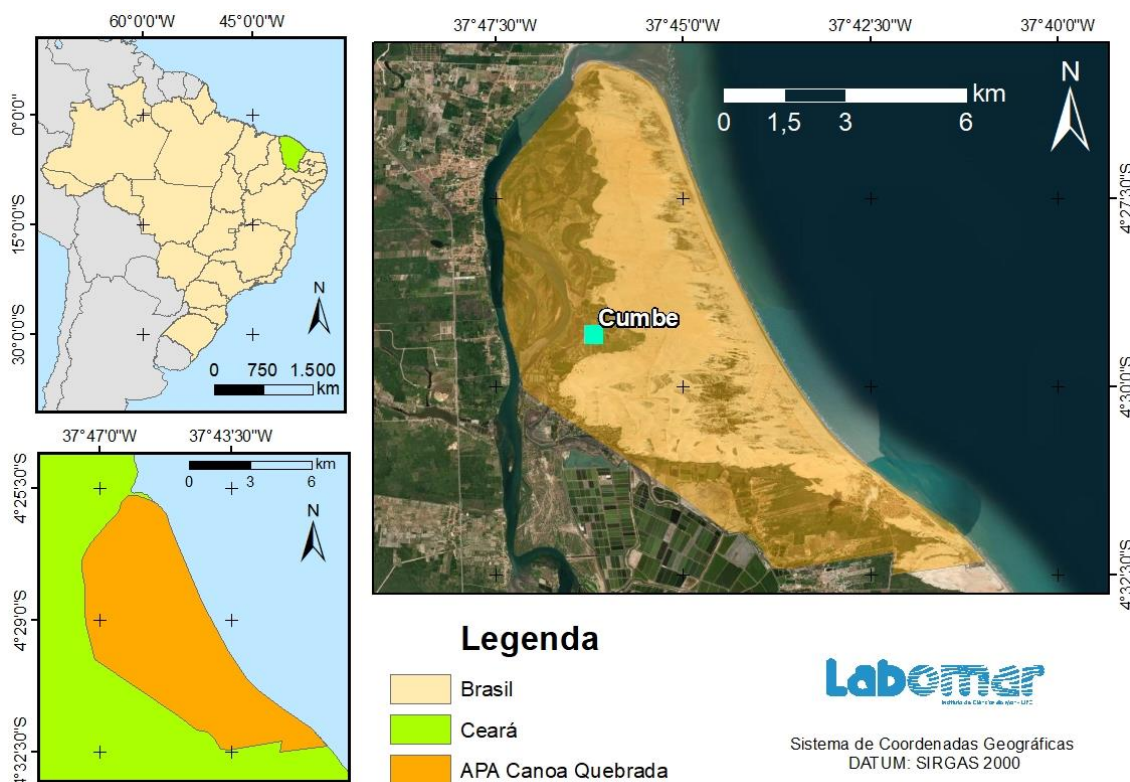 60°0'0"W 45°0'0"W
0°0'0"
15°0'0"S
30°0'0"S
N
0 750 1.500
km
37°47'0"W 37°43'30"W
4°25'30"S
4°29'0"S
4°32'30"S
0 3 6 km
N
37°47'30"W 37°45'0"W 37°42'30"W 37°40'0"W
4°27'30"S
4°30'0"S
4°32'30"S
km
0 1,5 3 6
N
Cumbe
Legenda
Brasil
Ceará
APA Canoa Quebrada
Labomar
Sistema de Coordenadas Geográficas
DATUM: SIRGAS 2000